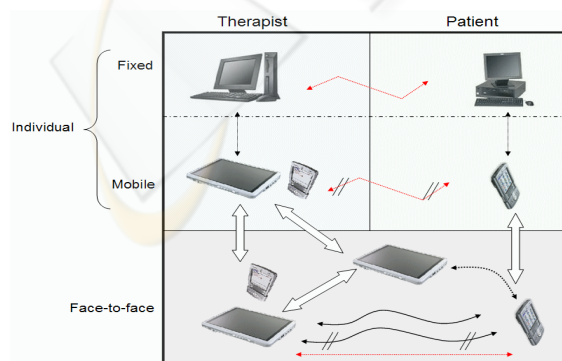 Therapist
Patient
Fixed
Individual
Mobile
Face-to-face